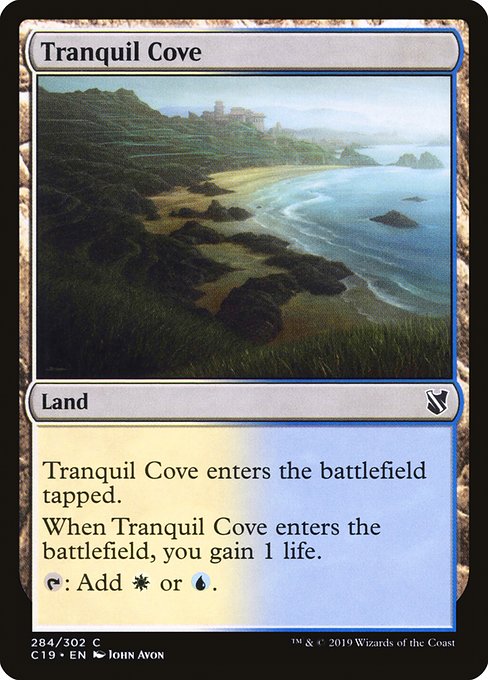 Tranquil Cove
Land
Tranquil Cove enters the battlefield
tapped.
When Tranquil Cove enters the
battlefield, you gain 1 life.
: Add or .
284/302 C
C19 • EN John Avon
™ & © 2019 Wizards of the Coast